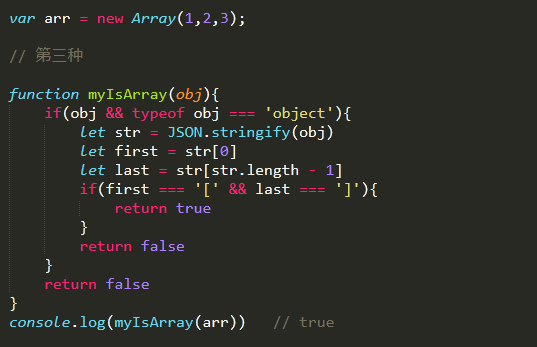 var arr = new Array(1,2,3);
// 第三种
function myIsArray(obj){
if(obj && typeof obj === 'object'){
let str = JSON.stringify(obj)
let first = str[0]
let last = str[str.length - 1]
if(first === '[' && last === ']'){
return true
}
return false
}
return false
}
console.log(myIsArray(arr))   // true